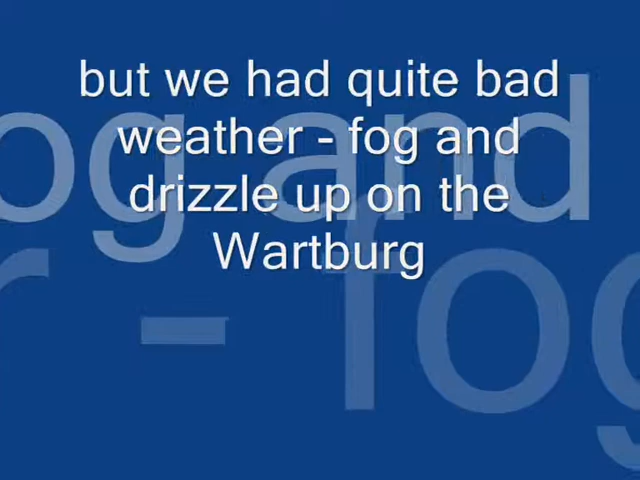 but we had quite bad
weather - fog and
drizzle up on the
Wartburg